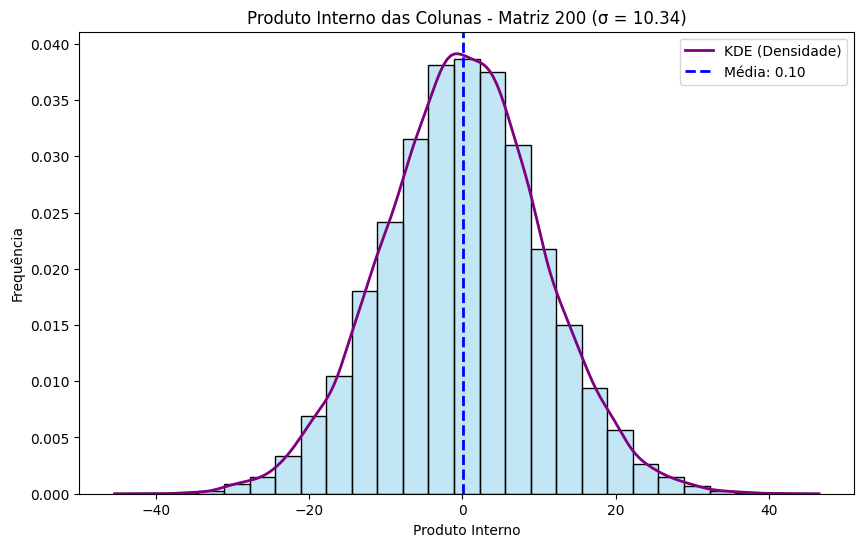 Produto Interno das Colunas - Matriz 200 (σ = 10.34)
KDE (Densidade)
Média: 0.10
Frequência
0.040
0.035
0.030
0.025
0.020
0.015
0.010
0.005
0.000
−40
−20
0
20
40
Produto Interno